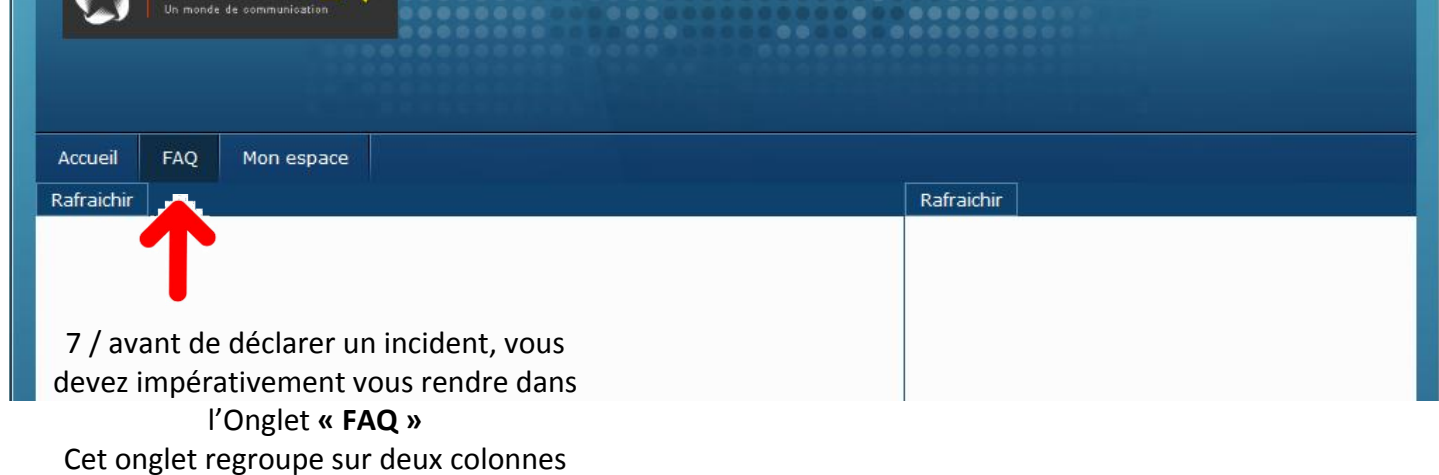 Un monde de communication
Accueil FAQ Mon espace
Rafraichir Rafraichir
7 / avant de déclarer un incident, vous
devez impérativement vous rendre dans
l’Onglet « FAQ »
Cet onglet regroupe sur deux colonnes